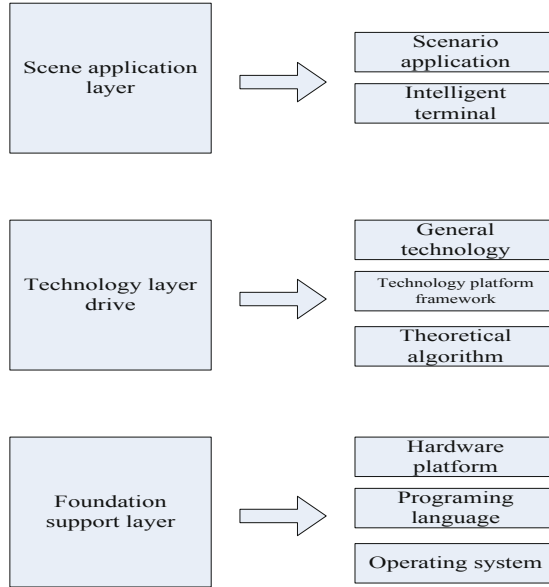 Scene application
layer
Scenario
application
Intelligent
terminal
Technology layer
drive
General
technology
Technology platform
framework
Theoretical
algorithm
Foundation
support layer
Hardware
platform
Programing
language
Operating system